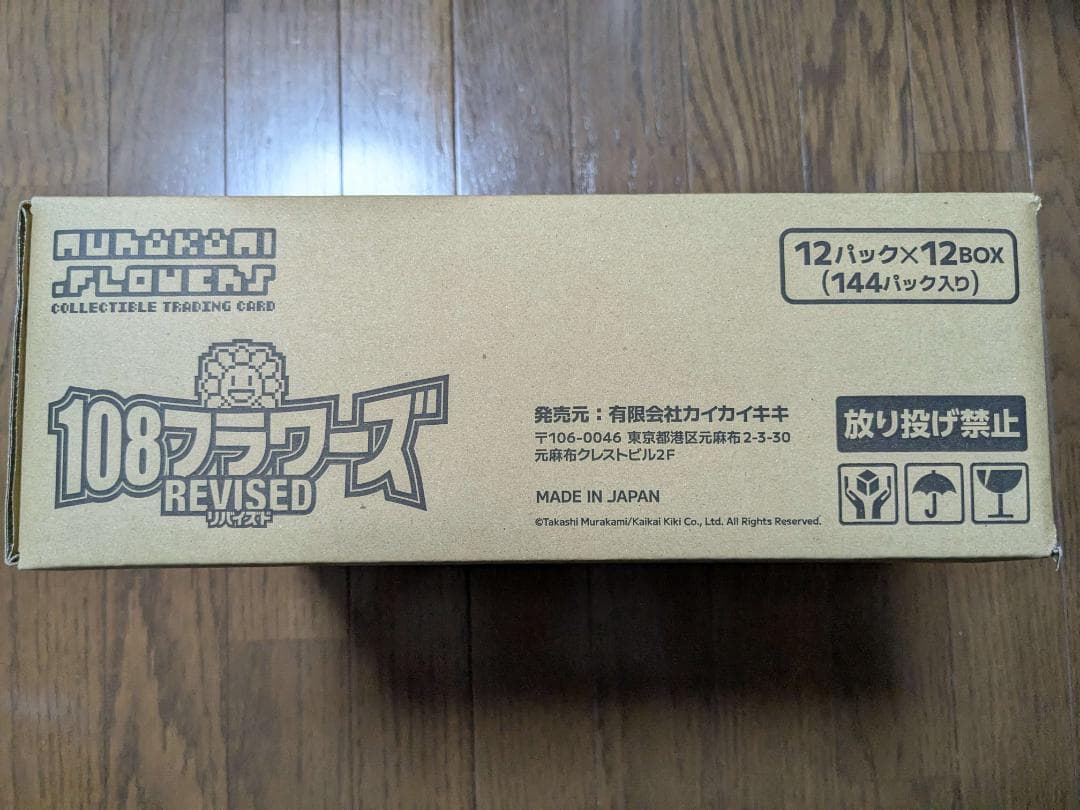 MURAKAMI
.FLOWERS
COLLECTIBLE TRADING CARD
108フラワーズ
REVISED
リバイズド
12パック×12BOX
(144パック入り)
発売元：有限会社カイカイキキ
〒106-0046 東京都港区元麻布2-3-30
元麻布クレストビル2F
MADE IN JAPAN
©Takashi Murakami/Kaikai Kiki Co., Ltd. All Rights Reserved.
放り投げ禁止